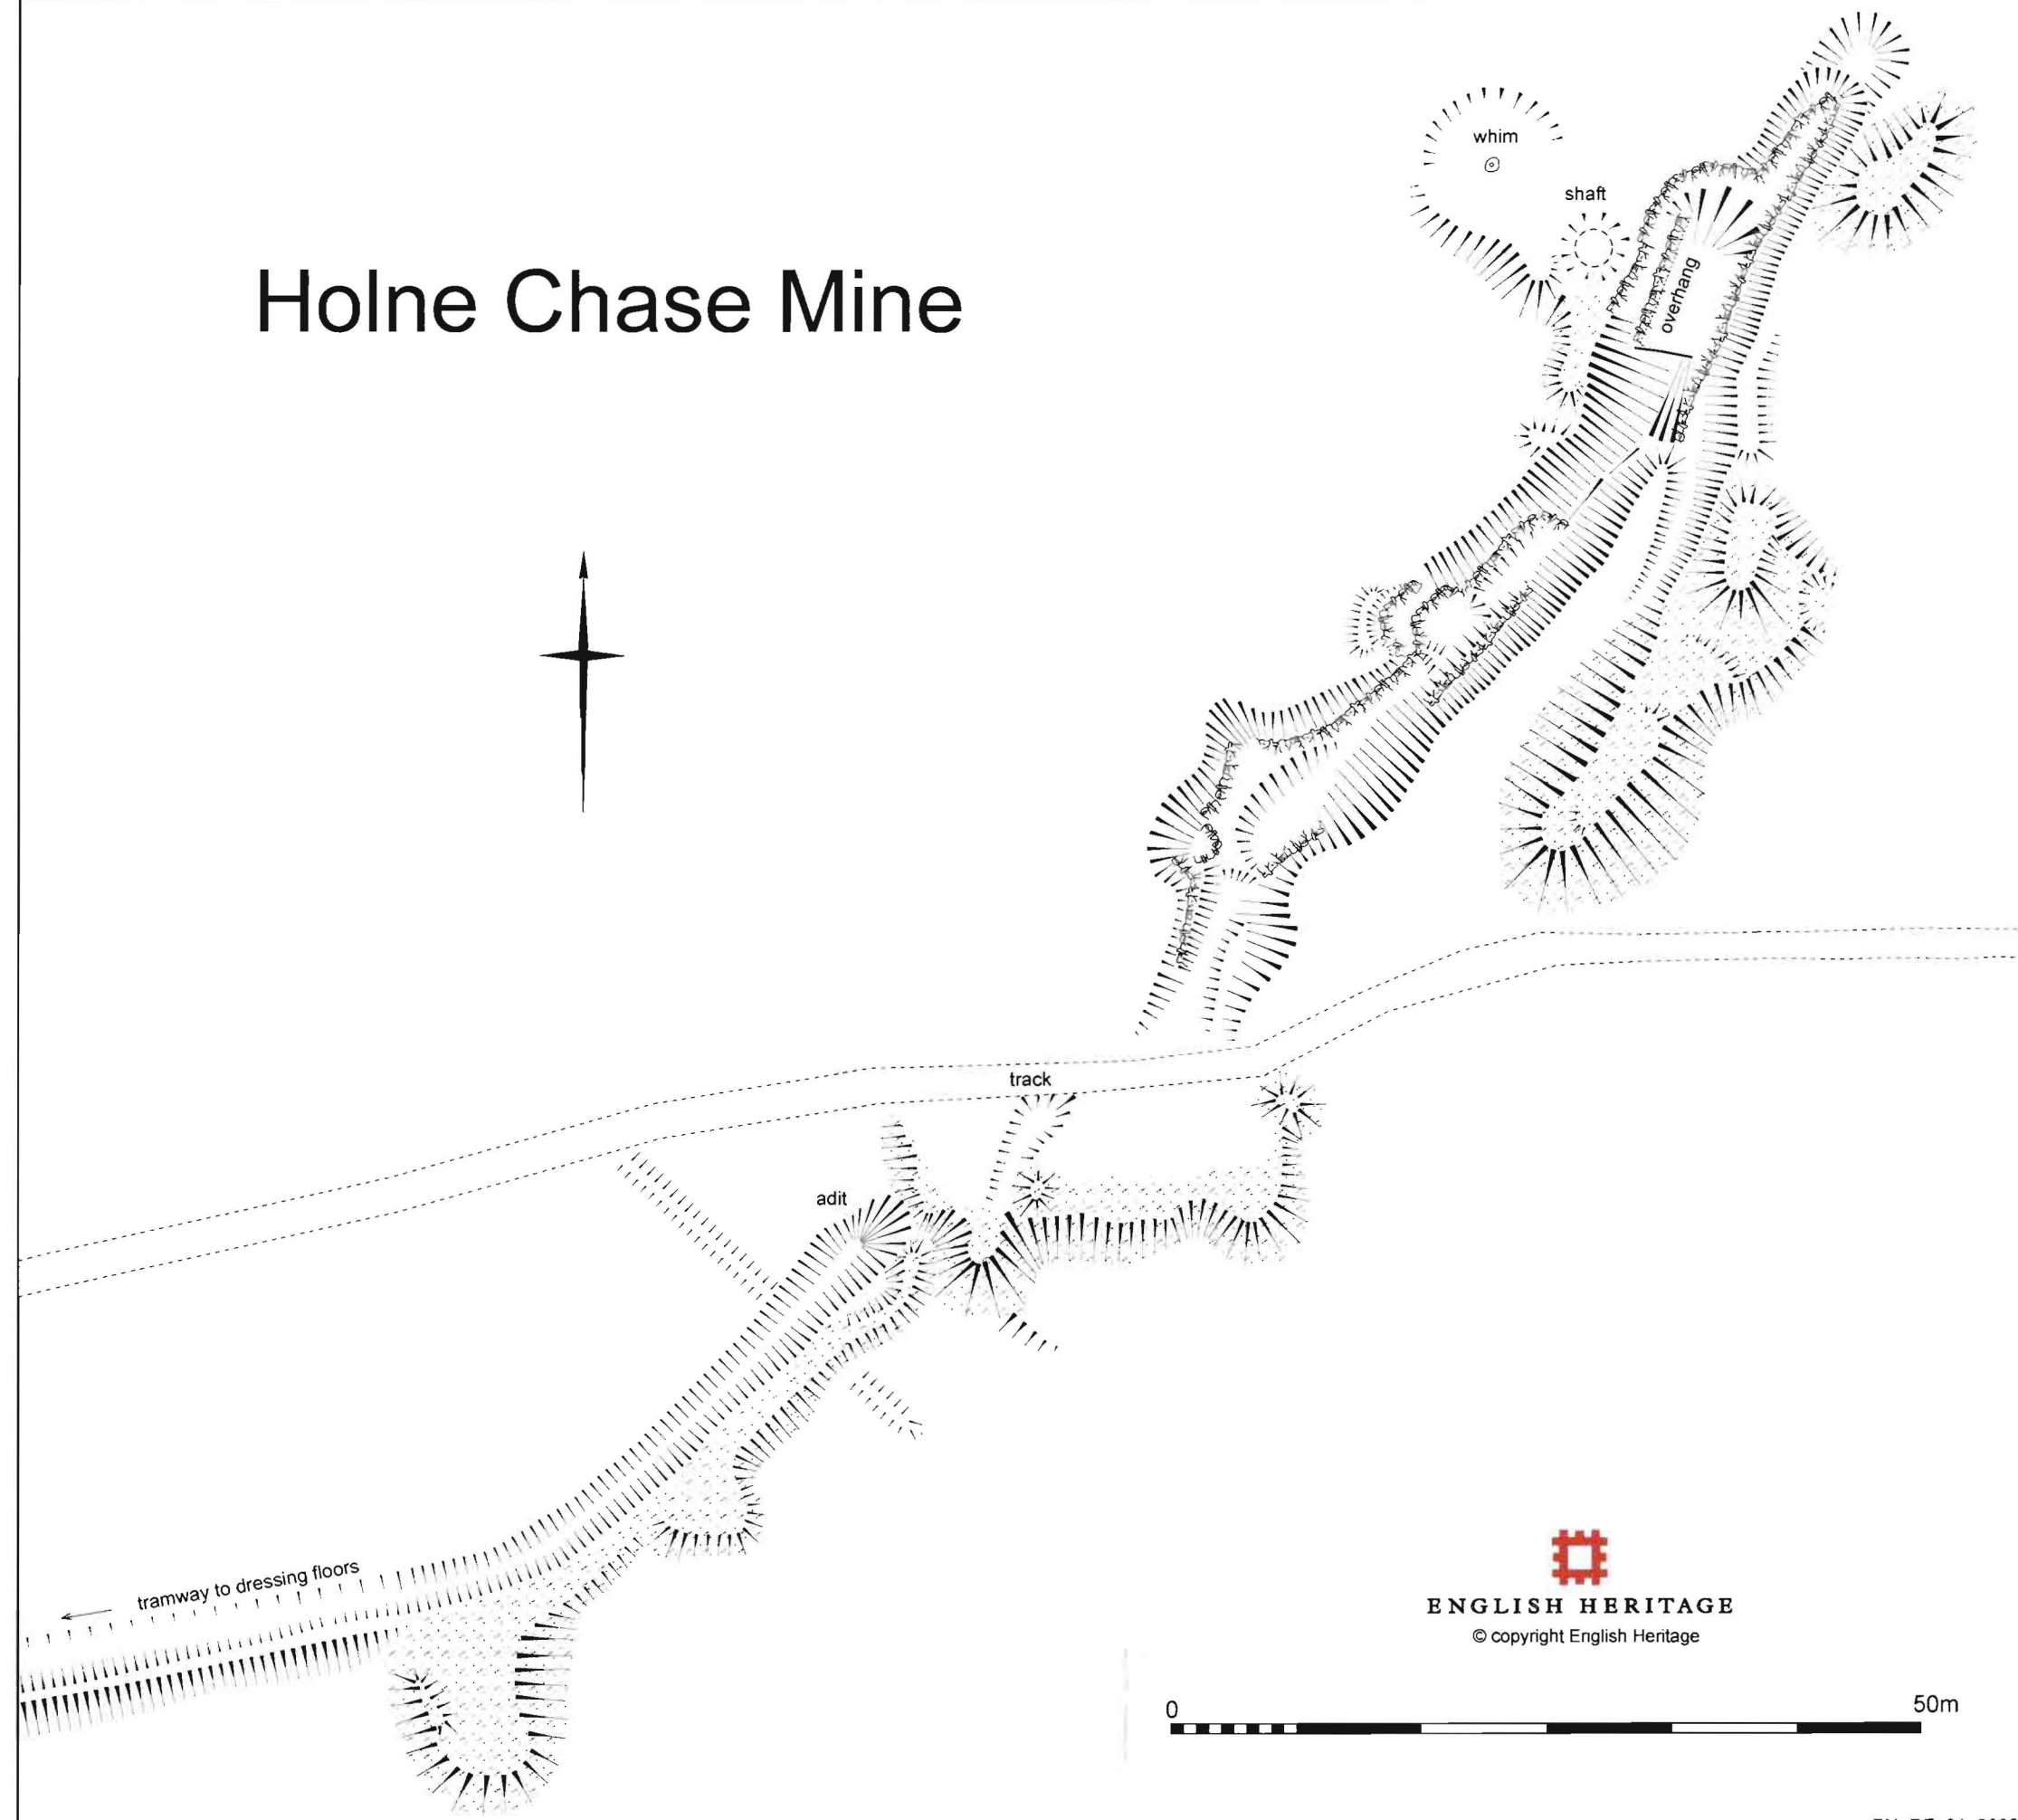 whim
shaft
overhang
Holne Chase Mine
track
adit
tramway to dressing floors
ENGLISH HERITAGE
© copyright English Heritage
0
50m